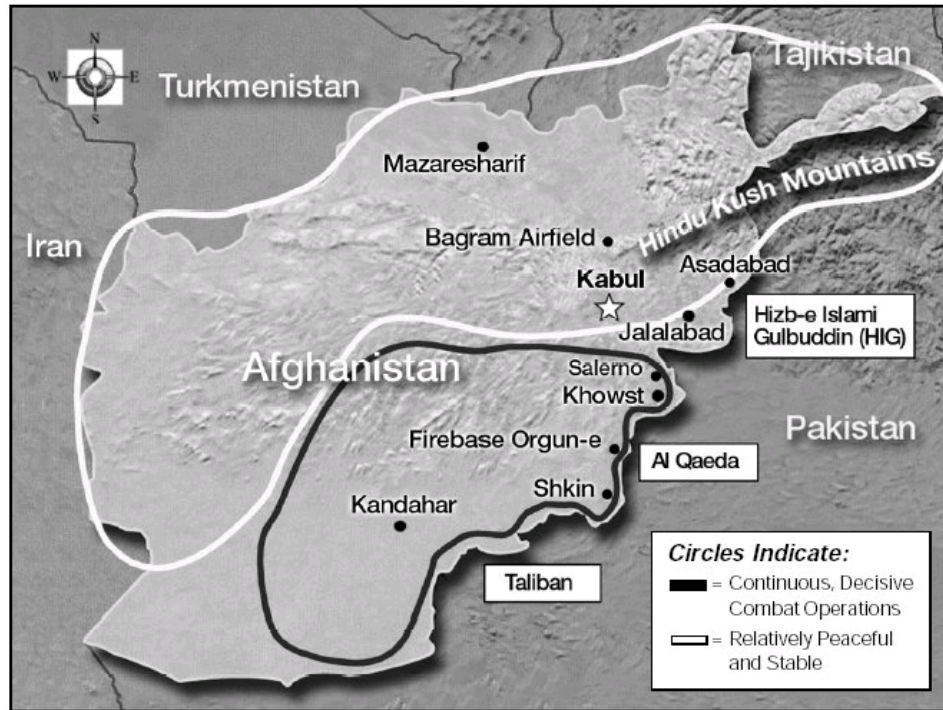 N
W
E
S
Turkmenistan
Tajikistan
Mazaresharif
Hindu Kush Mountains
Iran
Bagram Airfield
Kabul
Asadabad
Jalalabad
Hizb-e Islami
Gulbuddin (HIG)
Afghanistan
Salerno
Khowst
Pakistan
Firebase Orgun-e
Al Qaeda
Shkin
Kandahar
Taliban
Circles Indicate:
= Continuous, Decisive
Combat Operations
= Relatively Peaceful
and Stable